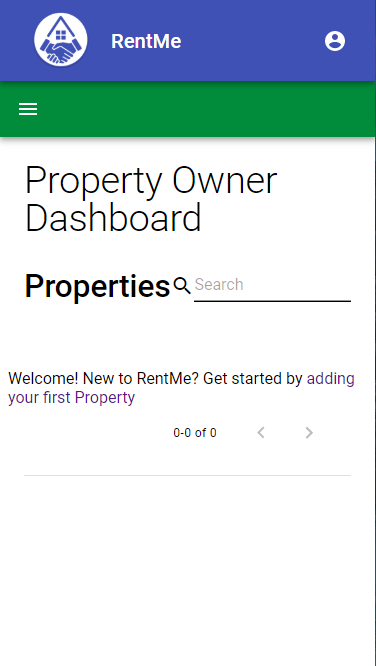 RentMe
Property Owner
Dashboard
Properties Search
Welcome! New to RentMe? Get started by adding
your first Property
0-0 of 0